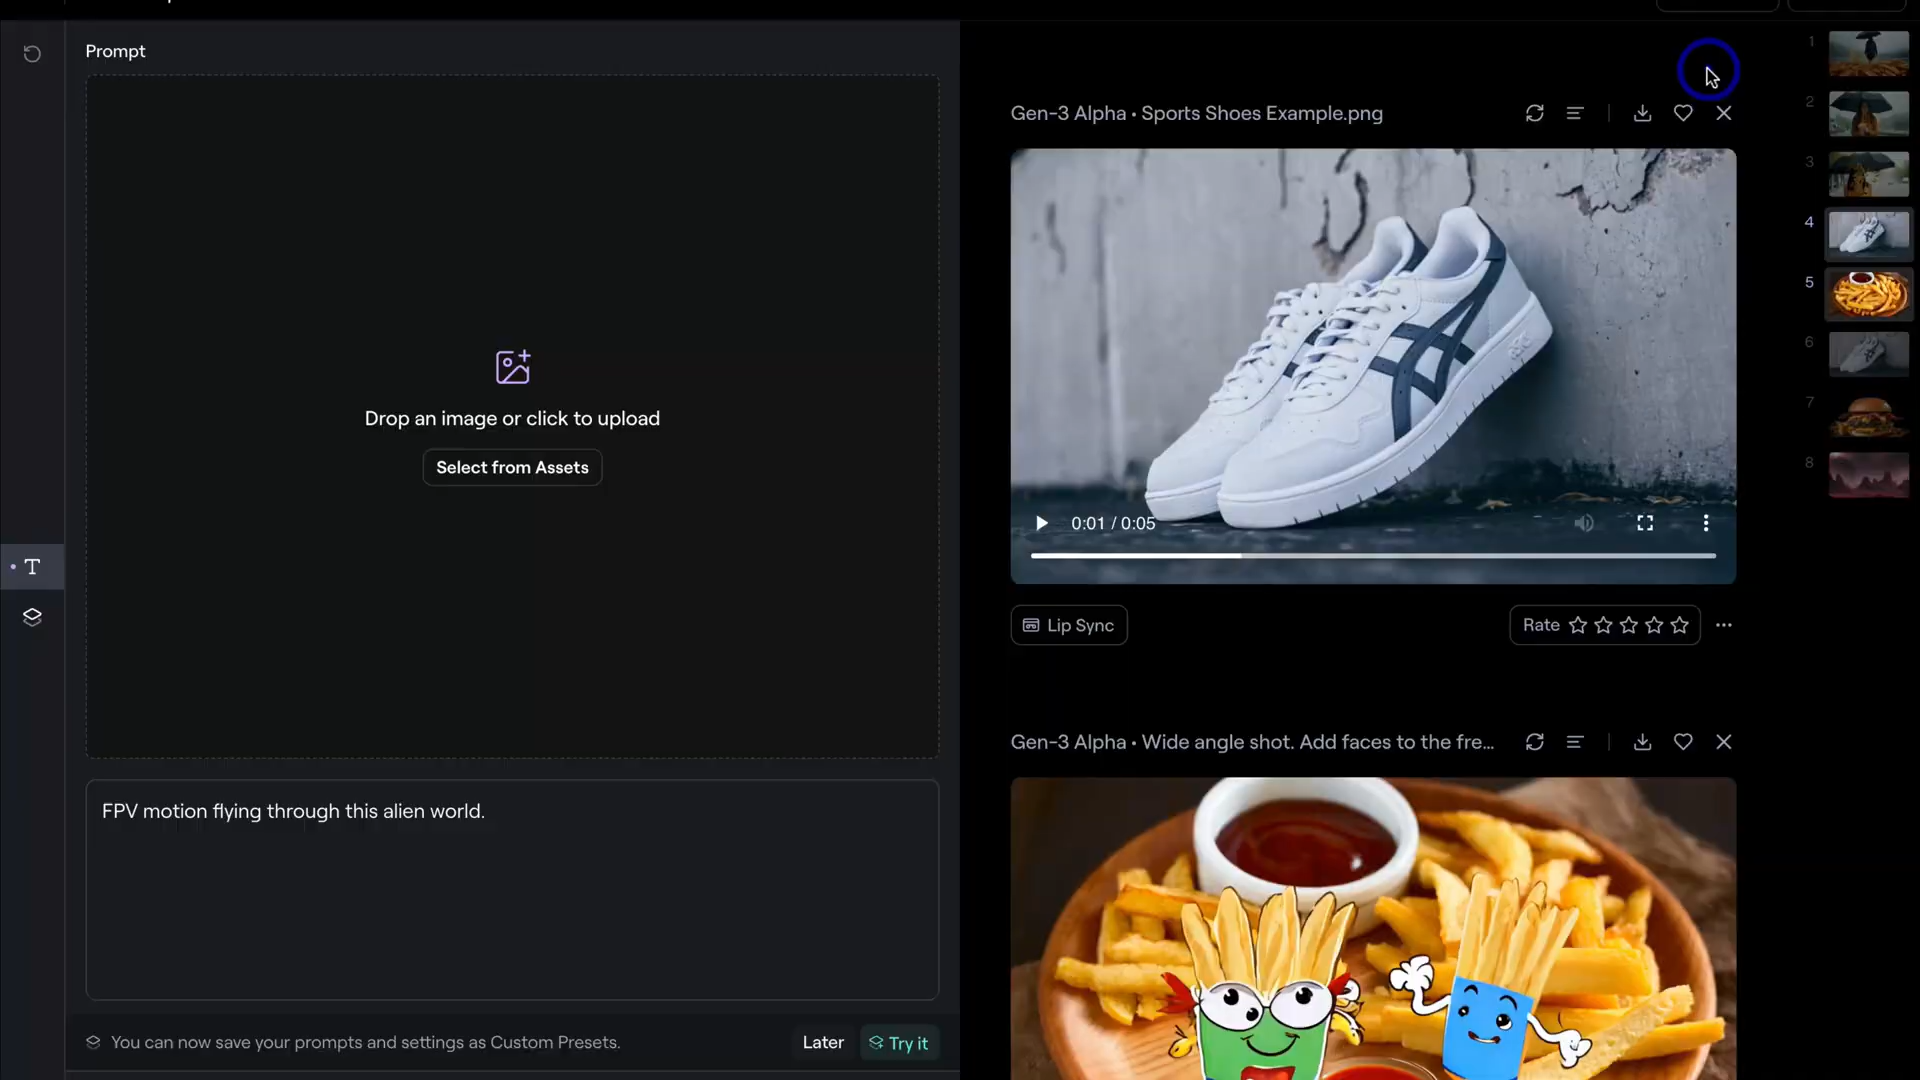 Prompt
Drop an image or click to upload
Select from Assets
T
FPV motion flying through this alien world.
You can now save your prompts and settings as Custom Presets.
Later
Try it
Gen-3 Alpha • Sports Shoes Example.png
0:01 / 0:05
Lip Sync
Rate
Gen-3 Alpha • Wide angle shot. Add faces to the fre...
1
2
3
4
5
6
7
8